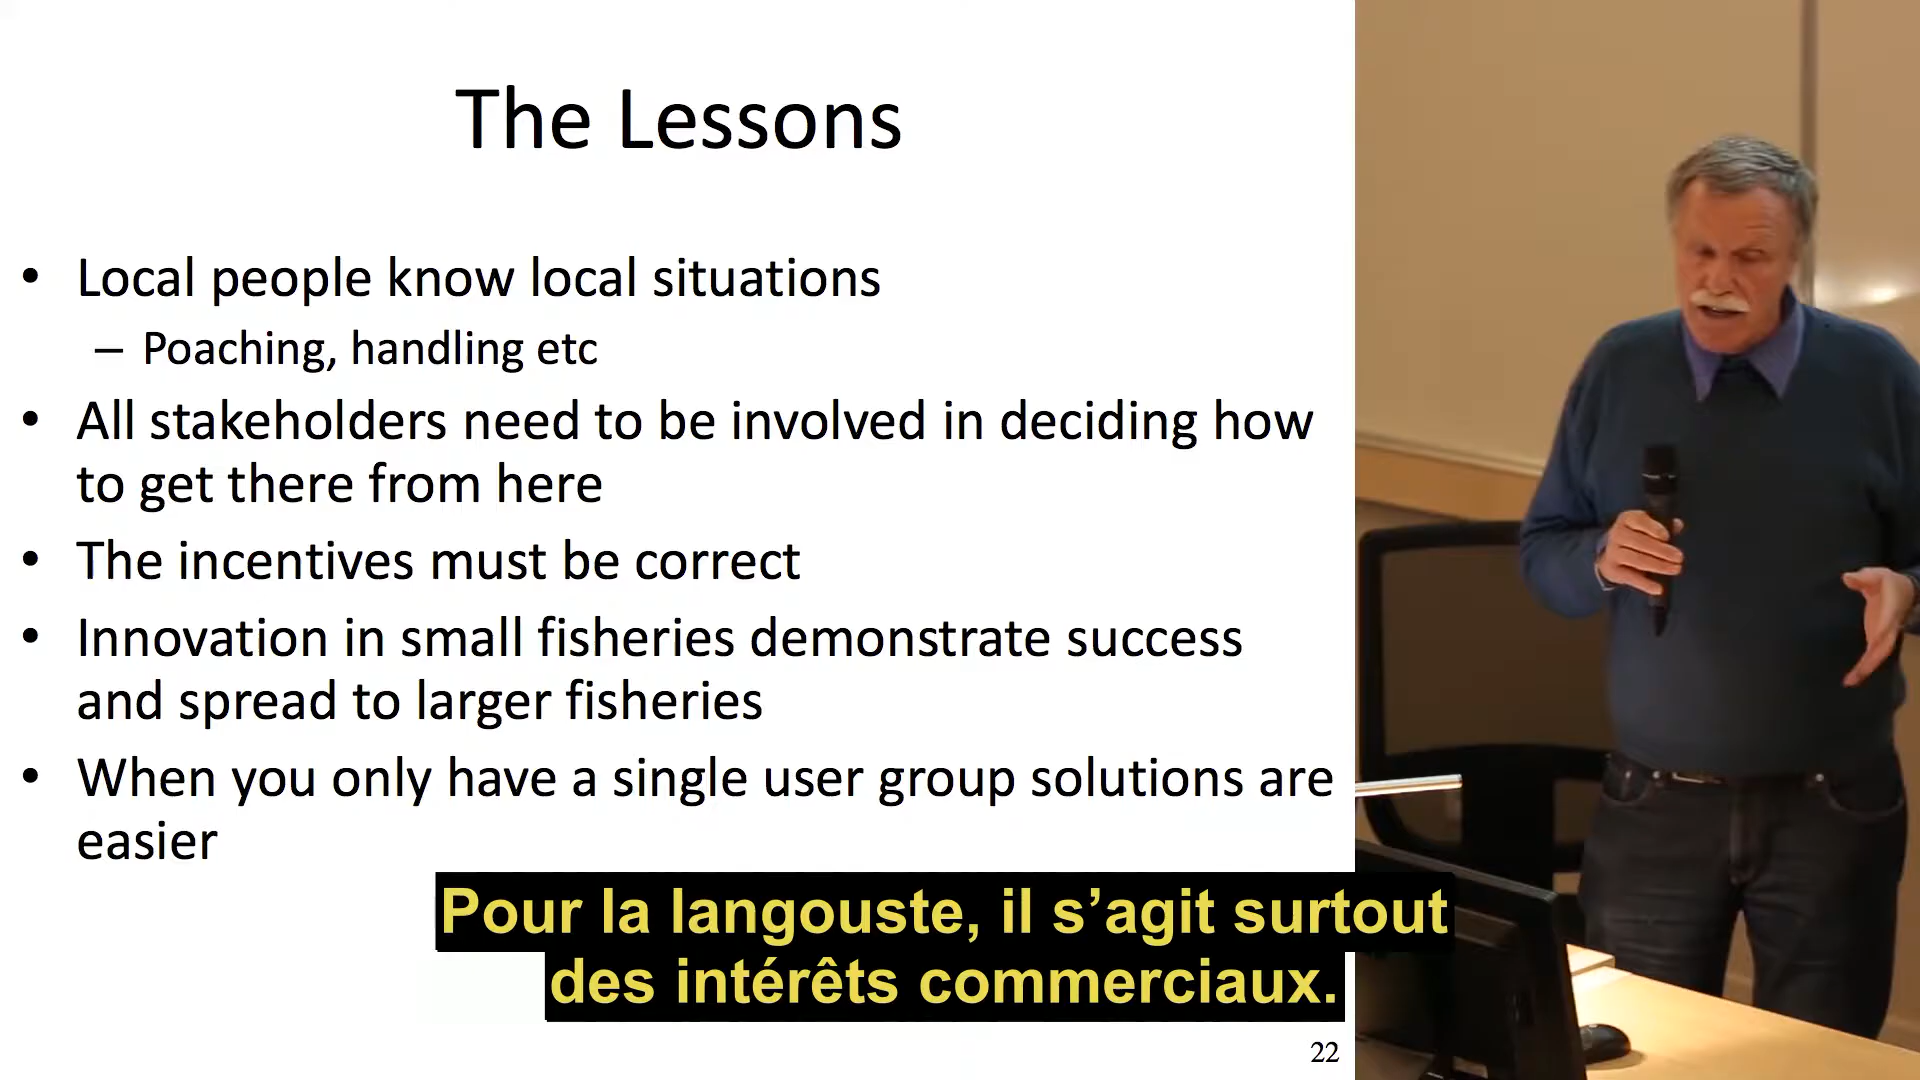 The Lessons
• Local people know local situations
– Poaching, handling etc
• All stakeholders need to be involved in deciding how
to get there from here
• The incentives must be correct
• Innovation in small fisheries demonstrate success
and spread to larger fisheries
• When you only have a single user group solutions are
easier
Pour la langouste, il s’agit surtout
des intérêts commerciaux.
22